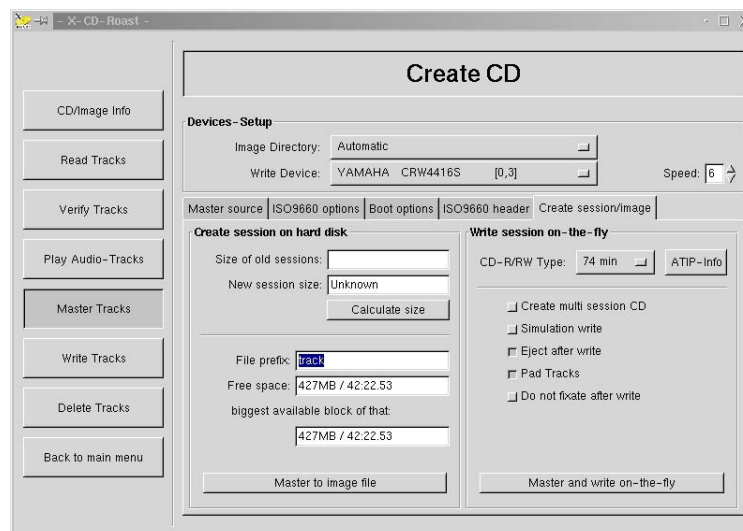 - X-CD-Roast -
Create CD
CD/Image Info
Read Tracks
Verify Tracks
Play Audio-Tracks
Master Tracks
Write Tracks
Delete Tracks
Back to main menu
Devices-Setup
Image Directory: Automatic
Write Device: YAMAHA CRW4416S [0,3] Speed: 6
Master source ISO9660 options Boot options ISO9660 header Create session/image
Create session on hard disk
Size of old sessions:
New session size: Unknown
Calculate size
File prefix: track
Free space: 427MB / 42:22.53
biggest available block of that:
427MB / 42:22.53
Master to image file
Write session on-the-fly
CD-R/RW Type: 74 min ATIP-Info
Create multi session CD
Simulation write
Eject after write
Pad Tracks
Do not fixate after write
Master and write on-the-fly